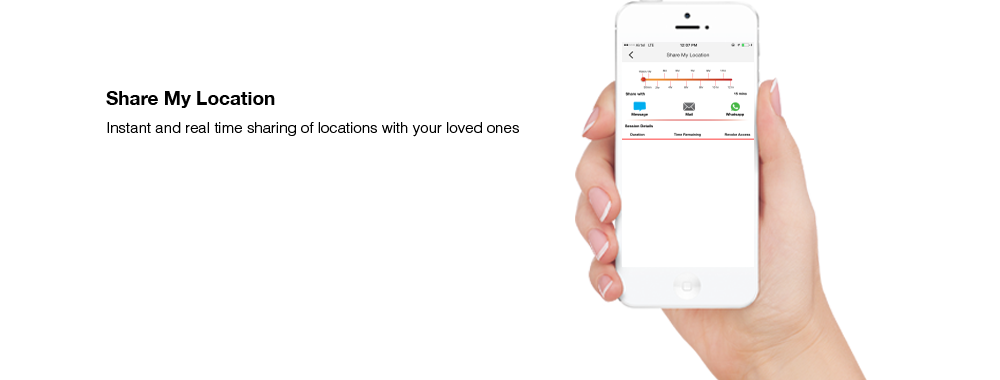 Share My Location
Instant and real time sharing of locations with your loved ones
12:07 PM
Share My Location
Share with
15 mins
Message Mail Whatsapp
Session Details
Duration Time Remaining Revoke Access